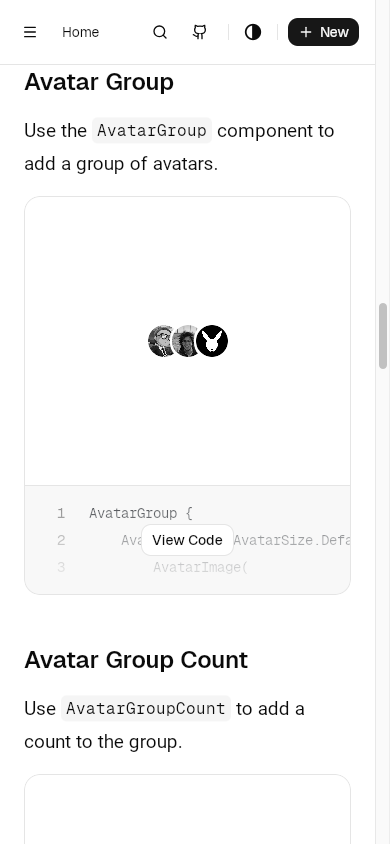 Home
New
Avatar Group
Use the AvatarGroup component to
add a group of avatars.
1 AvatarGroup {
2 Ava View Code AvatarSize.Defa
3 AvatarImage(
Avatar Group Count
Use AvatarGroupCount to add a
count to the group.